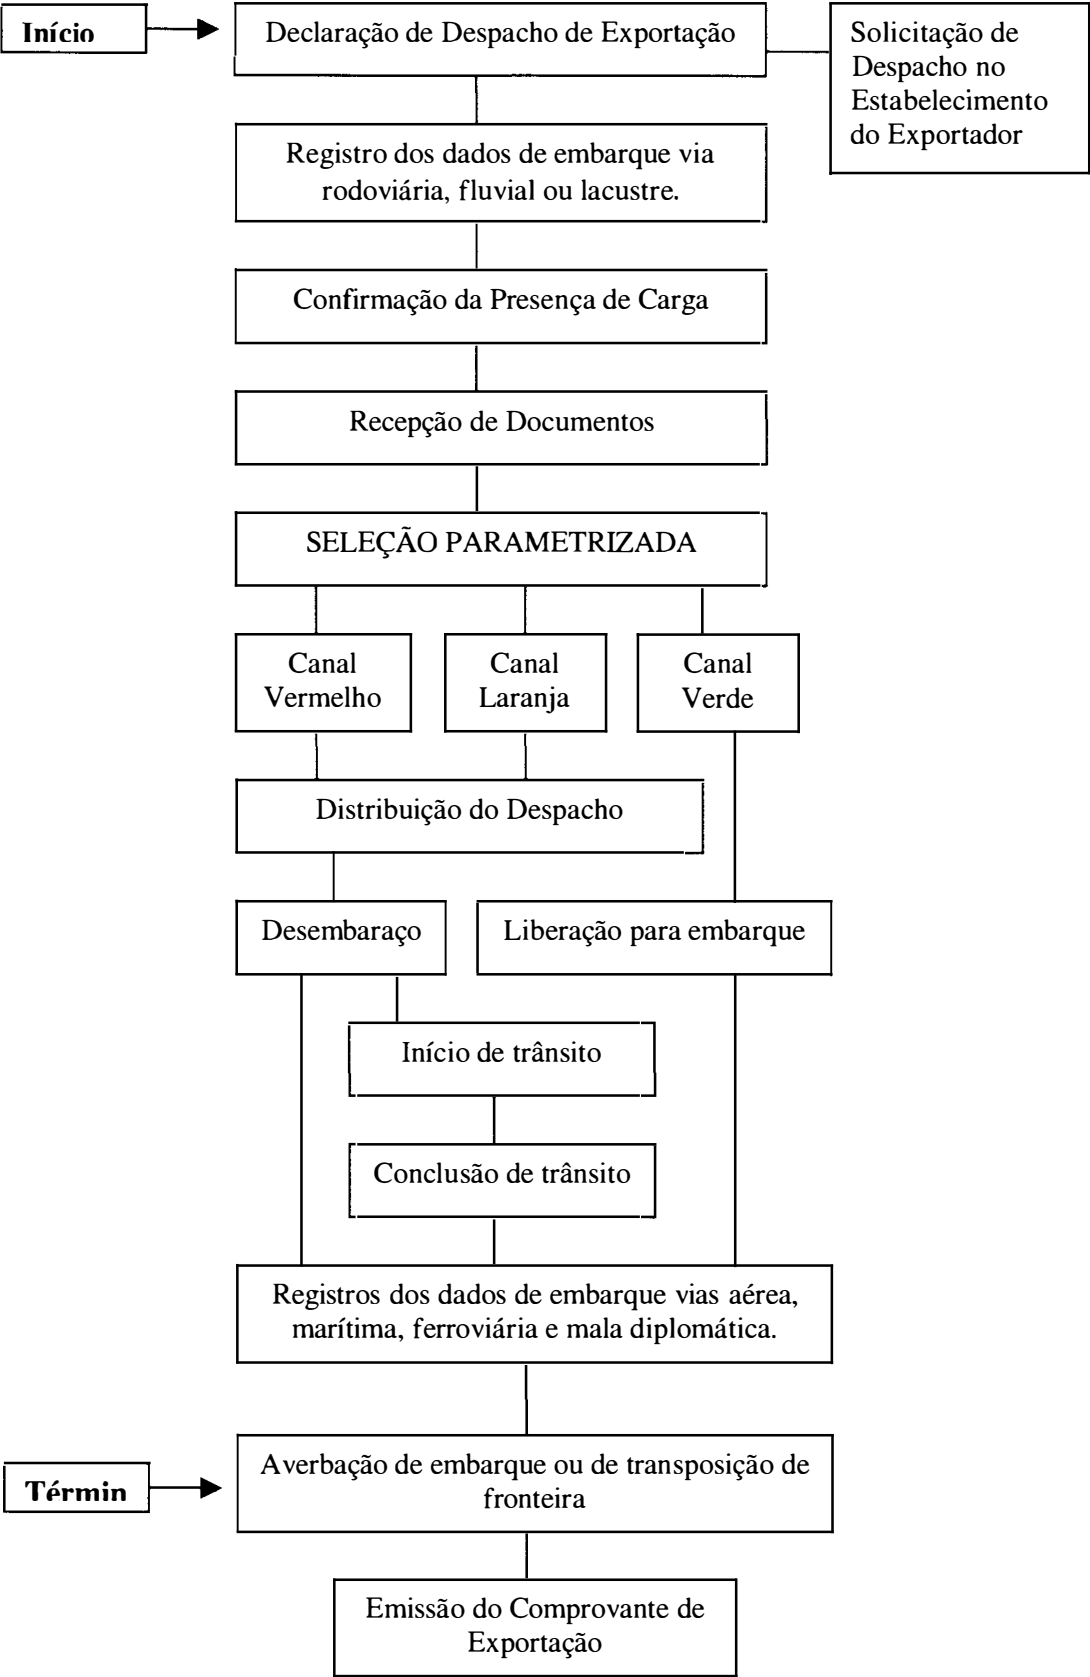 Início
Declaração de Despacho de Exportação
Solicitação de
Despacho no
Estabelecimento
do Exportador
Registro dos dados de embarque via
rodoviária, fluvial ou lacustre.
Confirmação da Presença de Carga
Recepção de Documentos
SELEÇÃO PARAMETRIZADA
Canal
Vermelho
Canal
Laranja
Canal
Verde
Distribuição do Despacho
Desembaraço
Liberação para embarque
Início de trânsito
Conclusão de trânsito
Registros dos dados de embarque vias aérea,
marítima, ferroviária e mala diplomática.
Averbação de embarque ou de transposição de
fronteira
Términ
Emissão do Comprovante de
Exportação